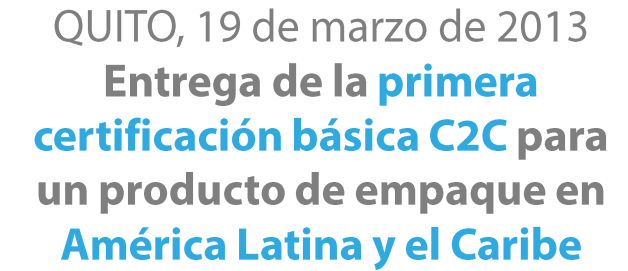 QUITO, 19 de marzo de 2013
Entrega de la primera
certificación básica C2C para
un producto de empaque en
América Latina y el Caribe